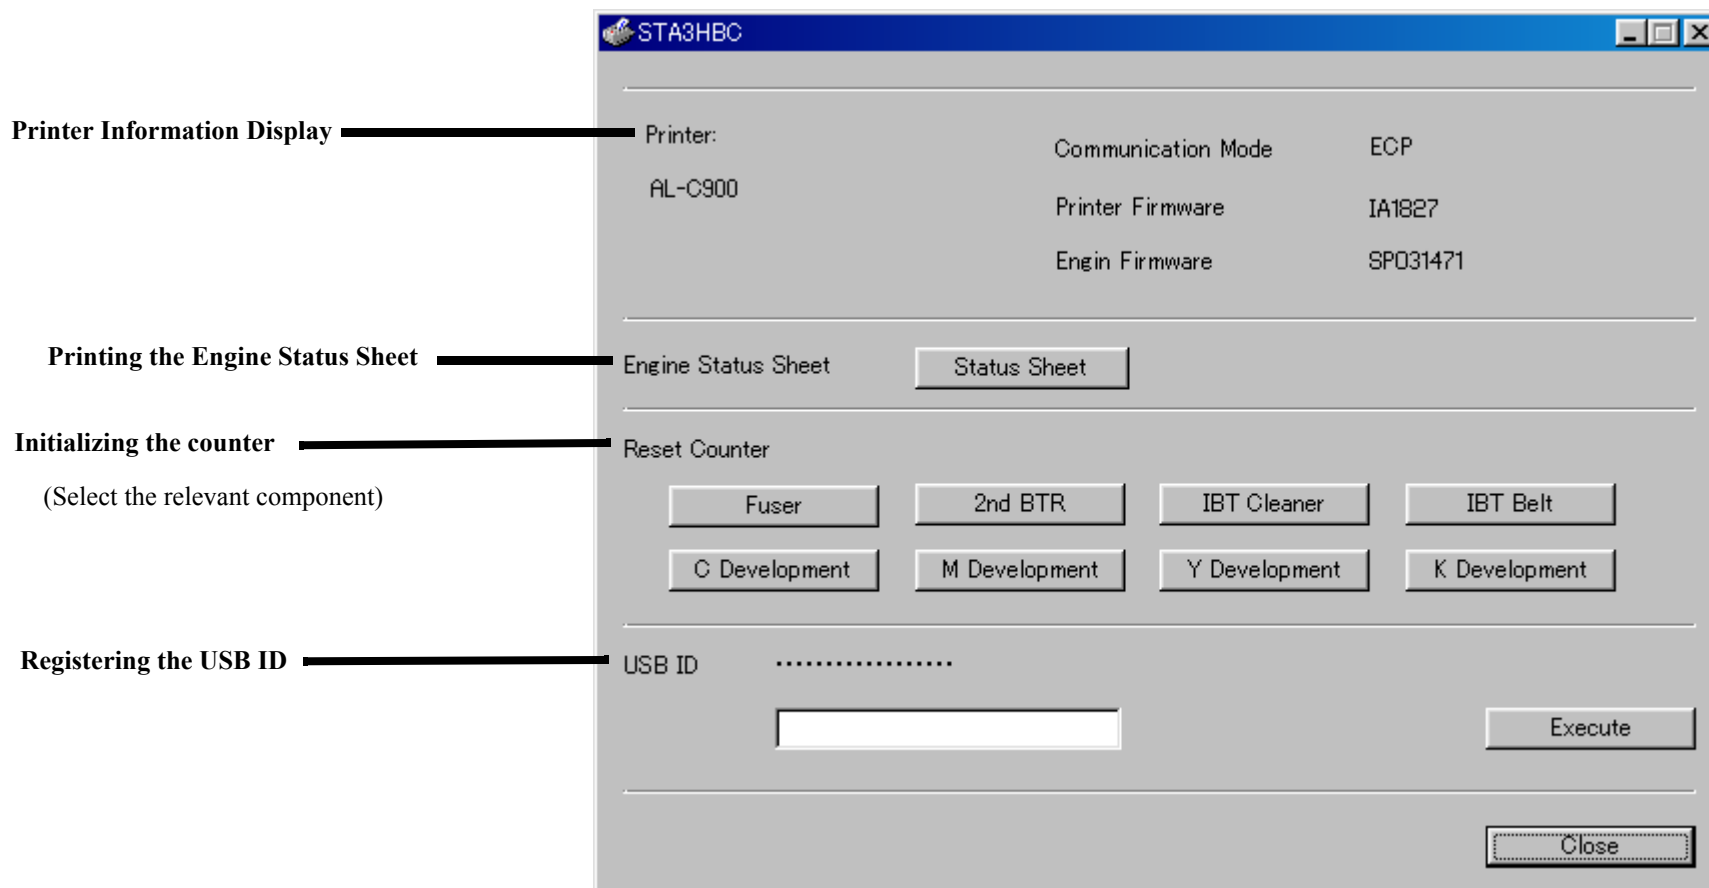 STA3HBC
Printer Information Display
Printer:
AL-C900
Communication Mode ECP
Printer Firmware IA1827
Engin Firmware SP031471
Printing the Engine Status Sheet
Engine Status Sheet Status Sheet
Initializing the counter
(Select the relevant component)
Reset Counter
Fuser 2nd BTR IBT Cleaner IBT Belt
C Development M Development Y Development K Development
Registering the USB ID
USB ID ··················
Execute
Close